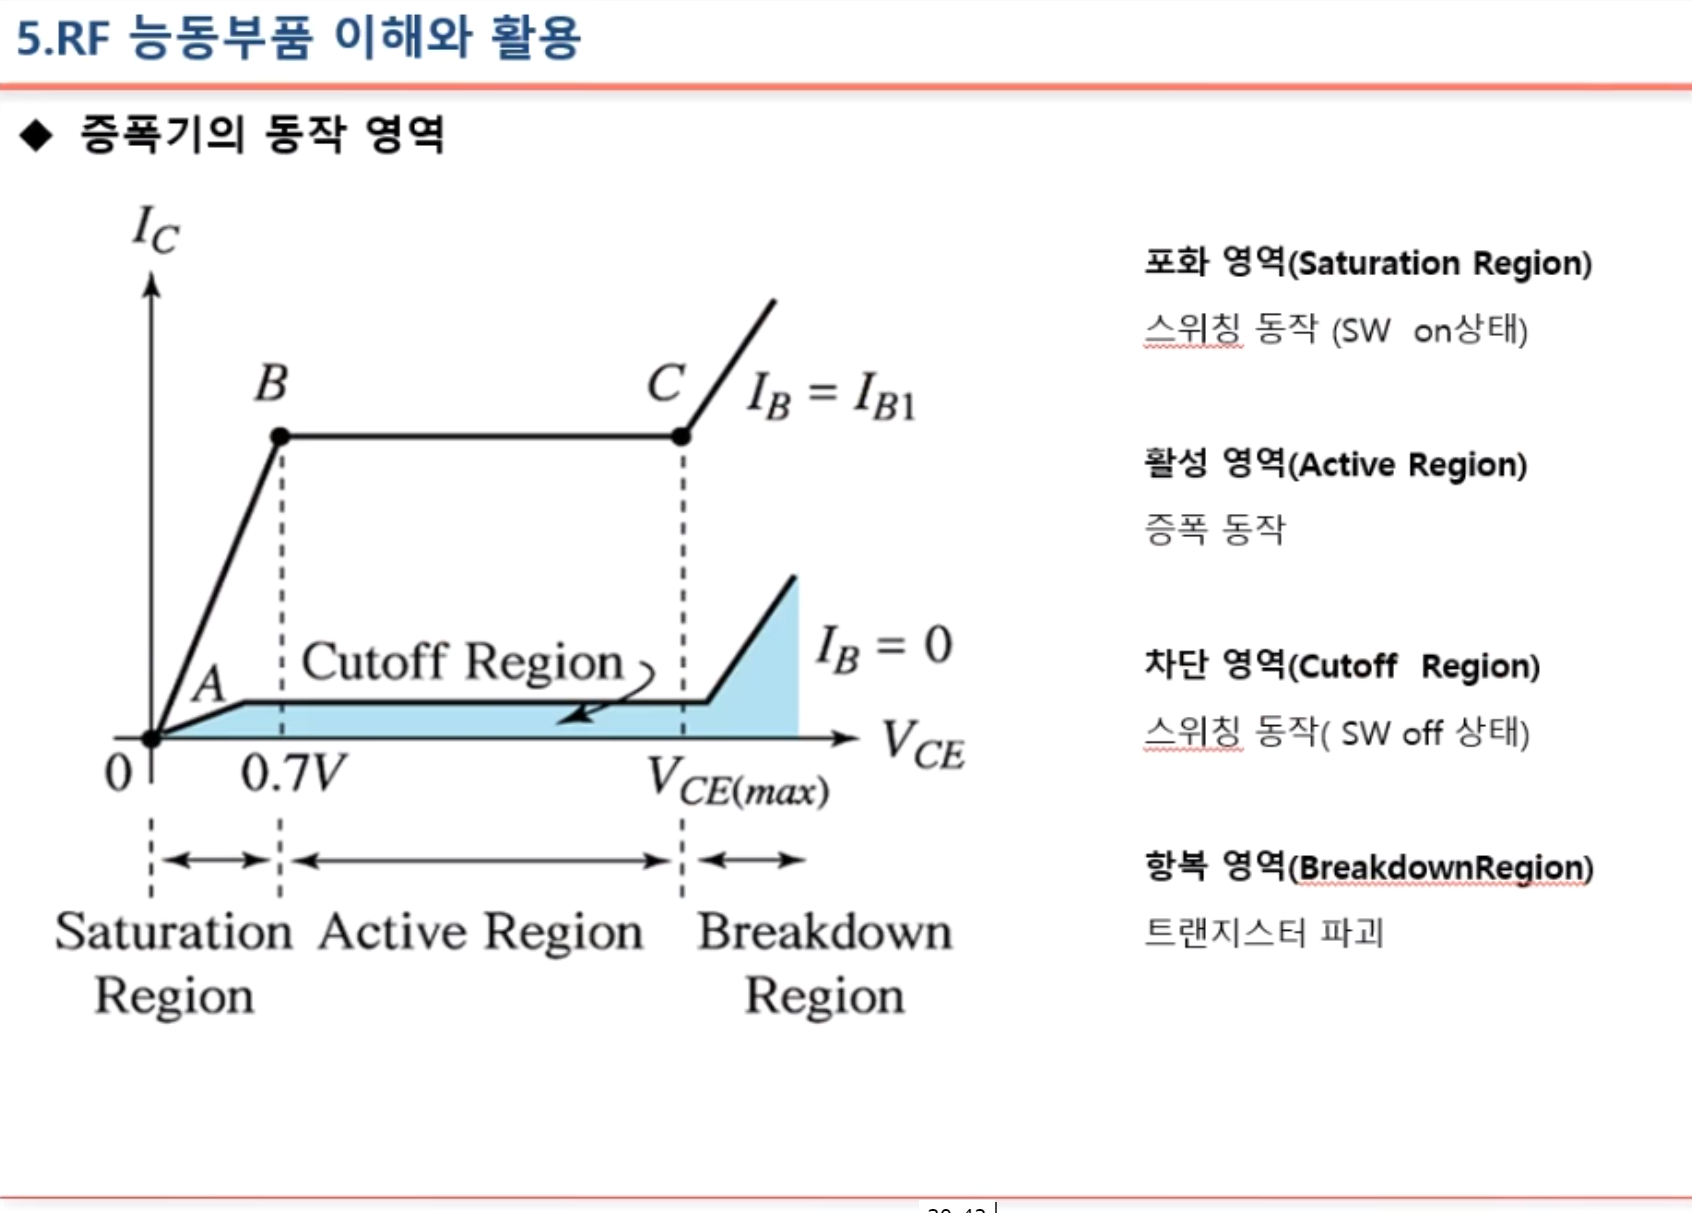 5.RF 능동부품 이해와 활용
◆ 증폭기의 동작 영역
I_C
B
C
I_B = I_B1
A
Cutoff Region
I_B = 0
0
0.7V
V_CE(max)
V_CE
Saturation Region
Active Region
Breakdown Region
포화 영역(Saturation Region)
스위칭 동작 (SW on상태)
활성 영역(Active Region)
증폭 동작
차단 영역(Cutoff Region)
스위칭 동작( SW off 상태)
항복 영역(BreakdownRegion)
트랜지스터 파괴